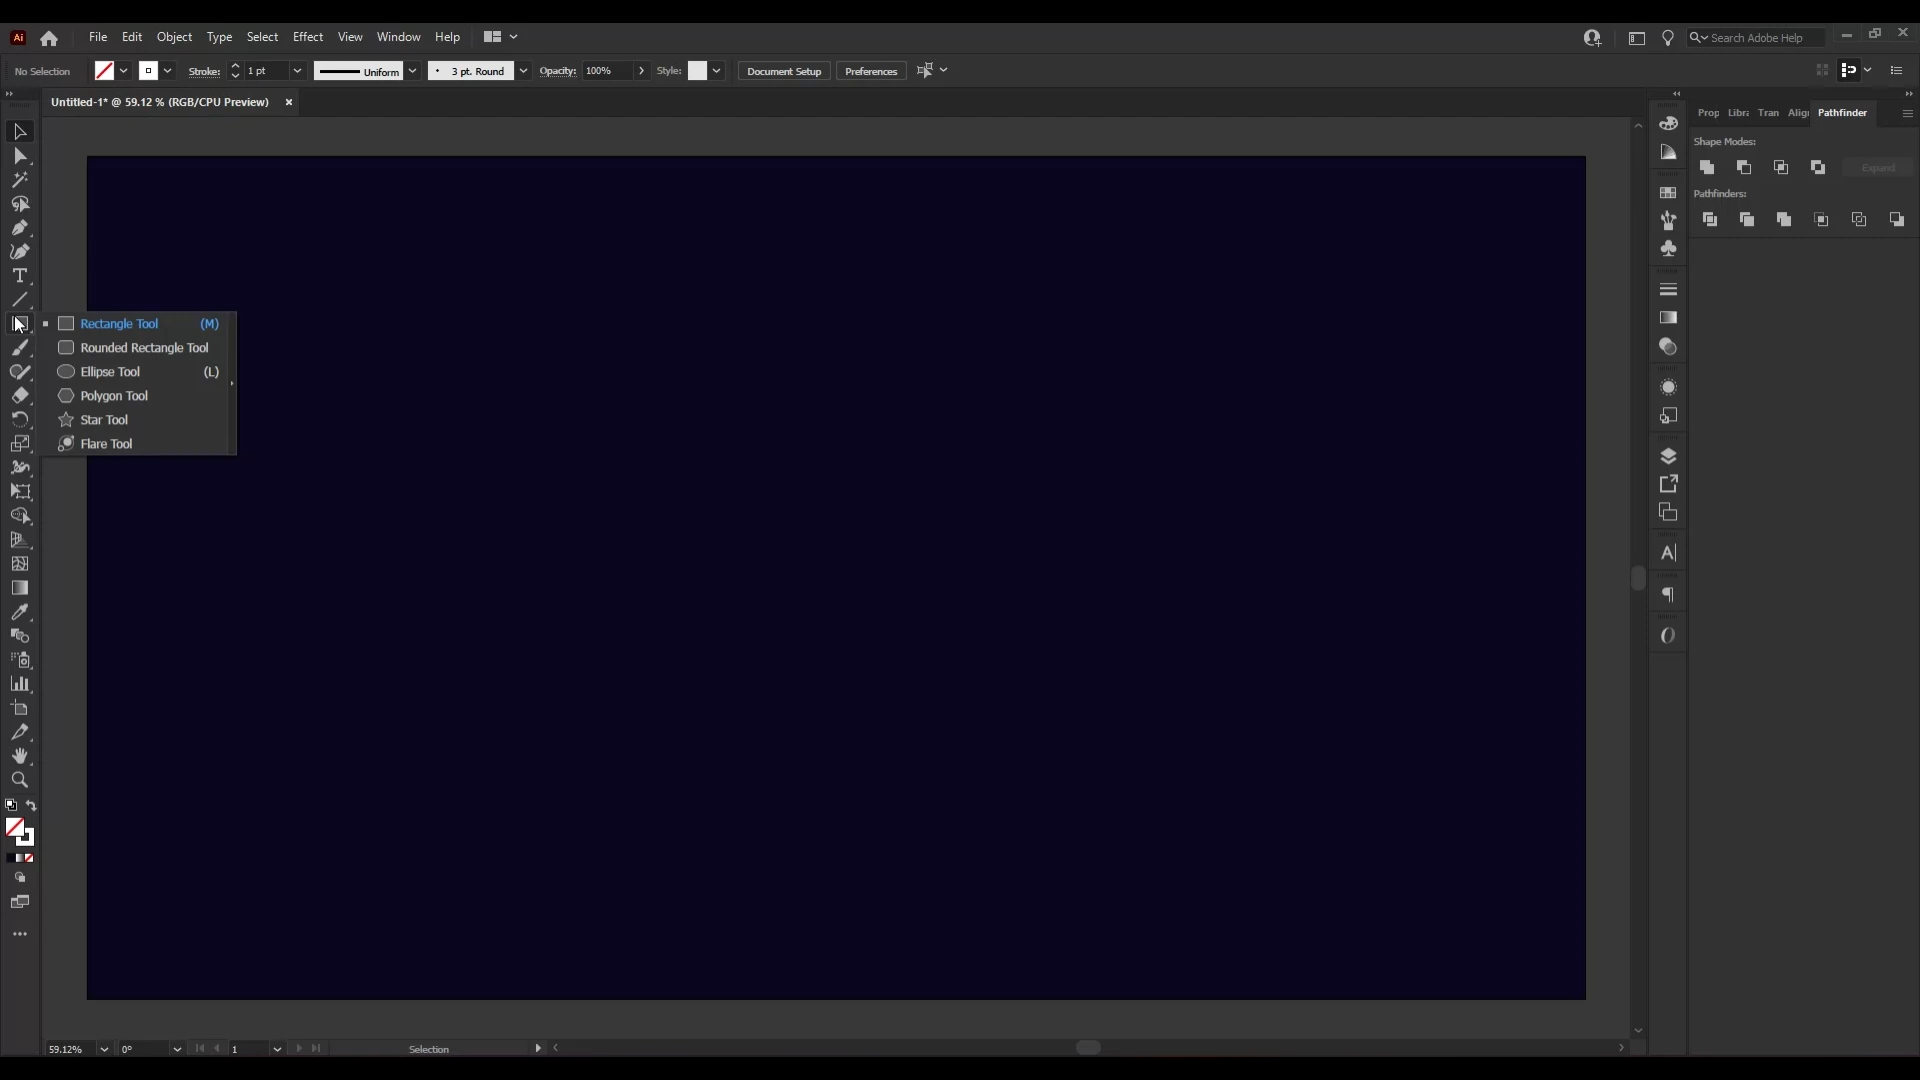 Ai File Edit Object Type Select Effect View Window Help Search Adobe Help
No Selection Stroke: 1 pt Uniform 3 pt. Round Opacity: 100% Style: Document Setup Preferences
Untitled-1* @ 59.12 % (RGB/CPU Preview) ×
Prop Libra Tran Aligr Pathfinder
Shape Modes:
Expand
Pathfinders:
Rectangle Tool (M)
Rounded Rectangle Tool
Ellipse Tool (L)
Polygon Tool
Star Tool
Flare Tool
59.12% 0° 1 Selection